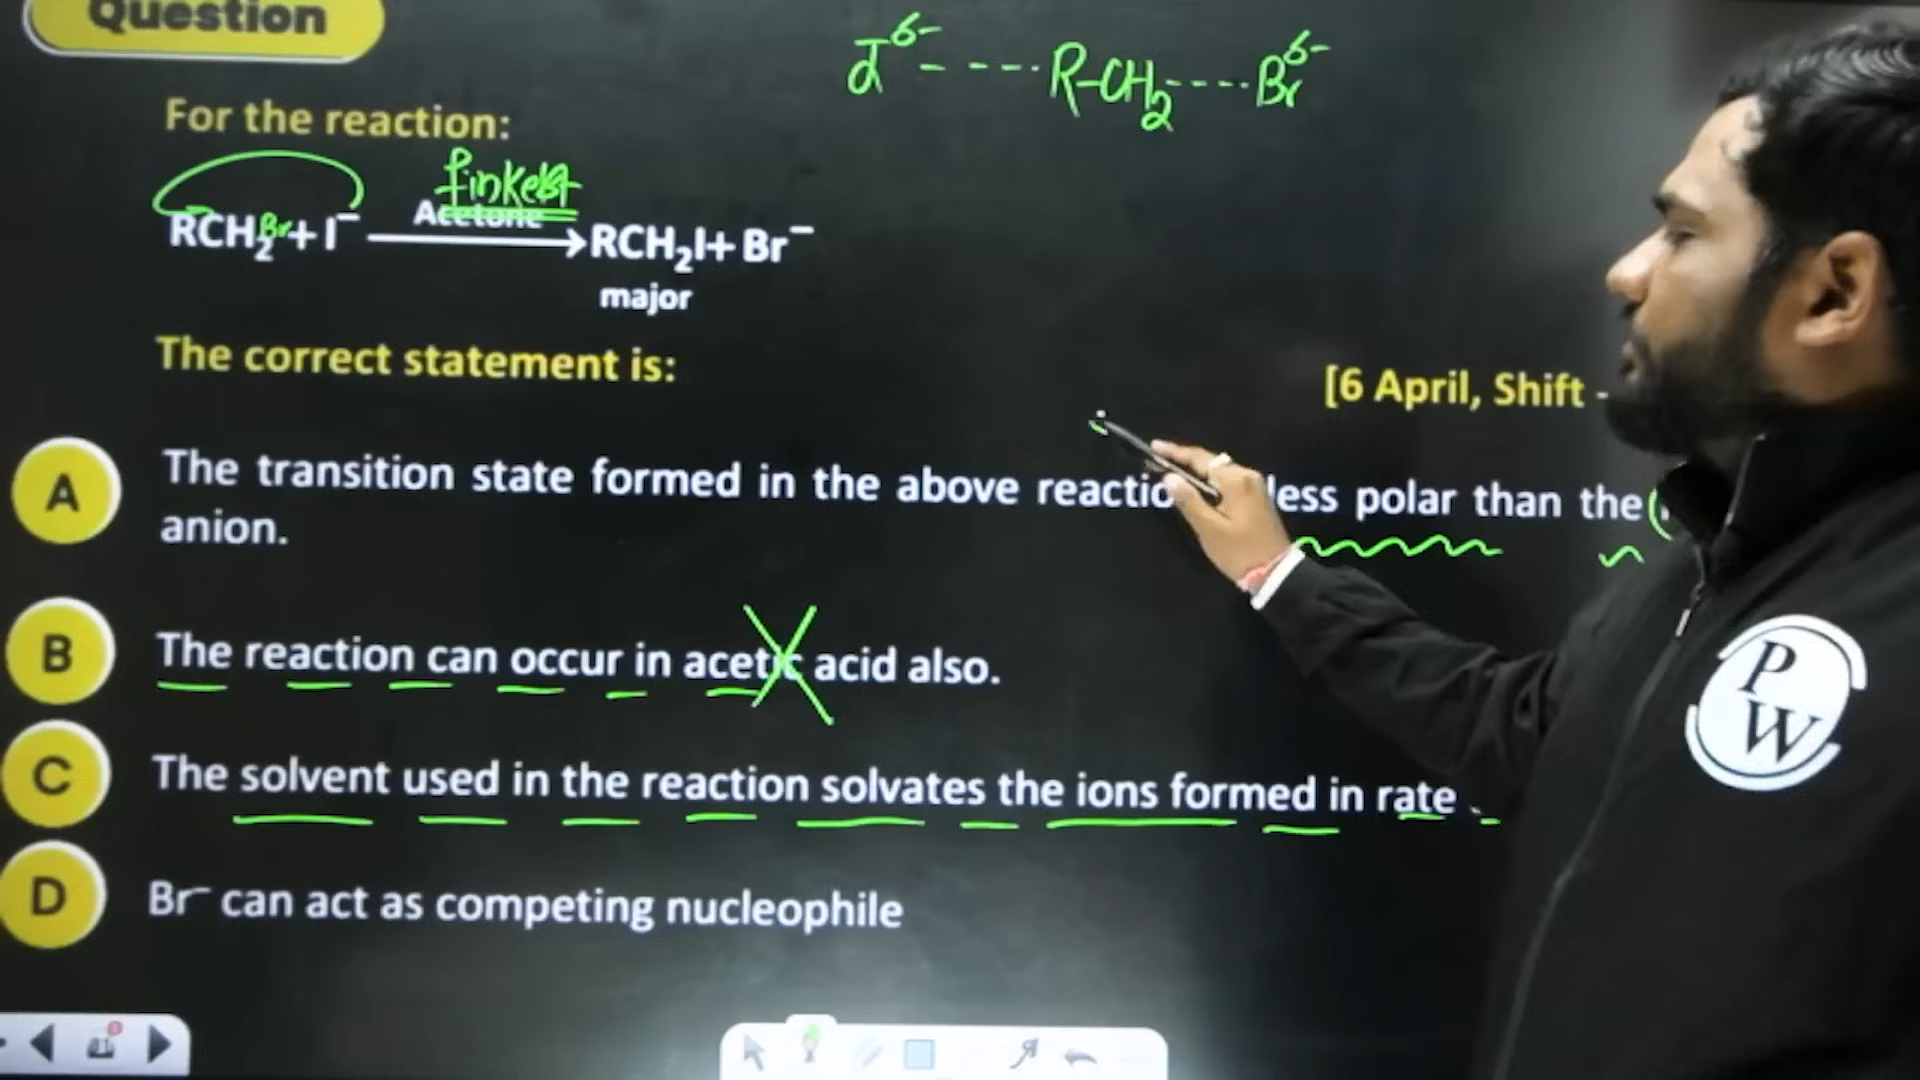 Question
I δ- ---- R-CH2 ---- Br δ-
For the reaction:
finkelst
Acetone
RCH2Br + I⁻ → RCH2I + Br⁻
major
The correct statement is:
[6 April, Shift -
A The transition state formed in the above less polar than the
anion.
B The reaction can occur in acetic acid also.
C The solvent used in the reaction solvates the ions formed in rate
D Br⁻ can act as competing nucleophile
P
W